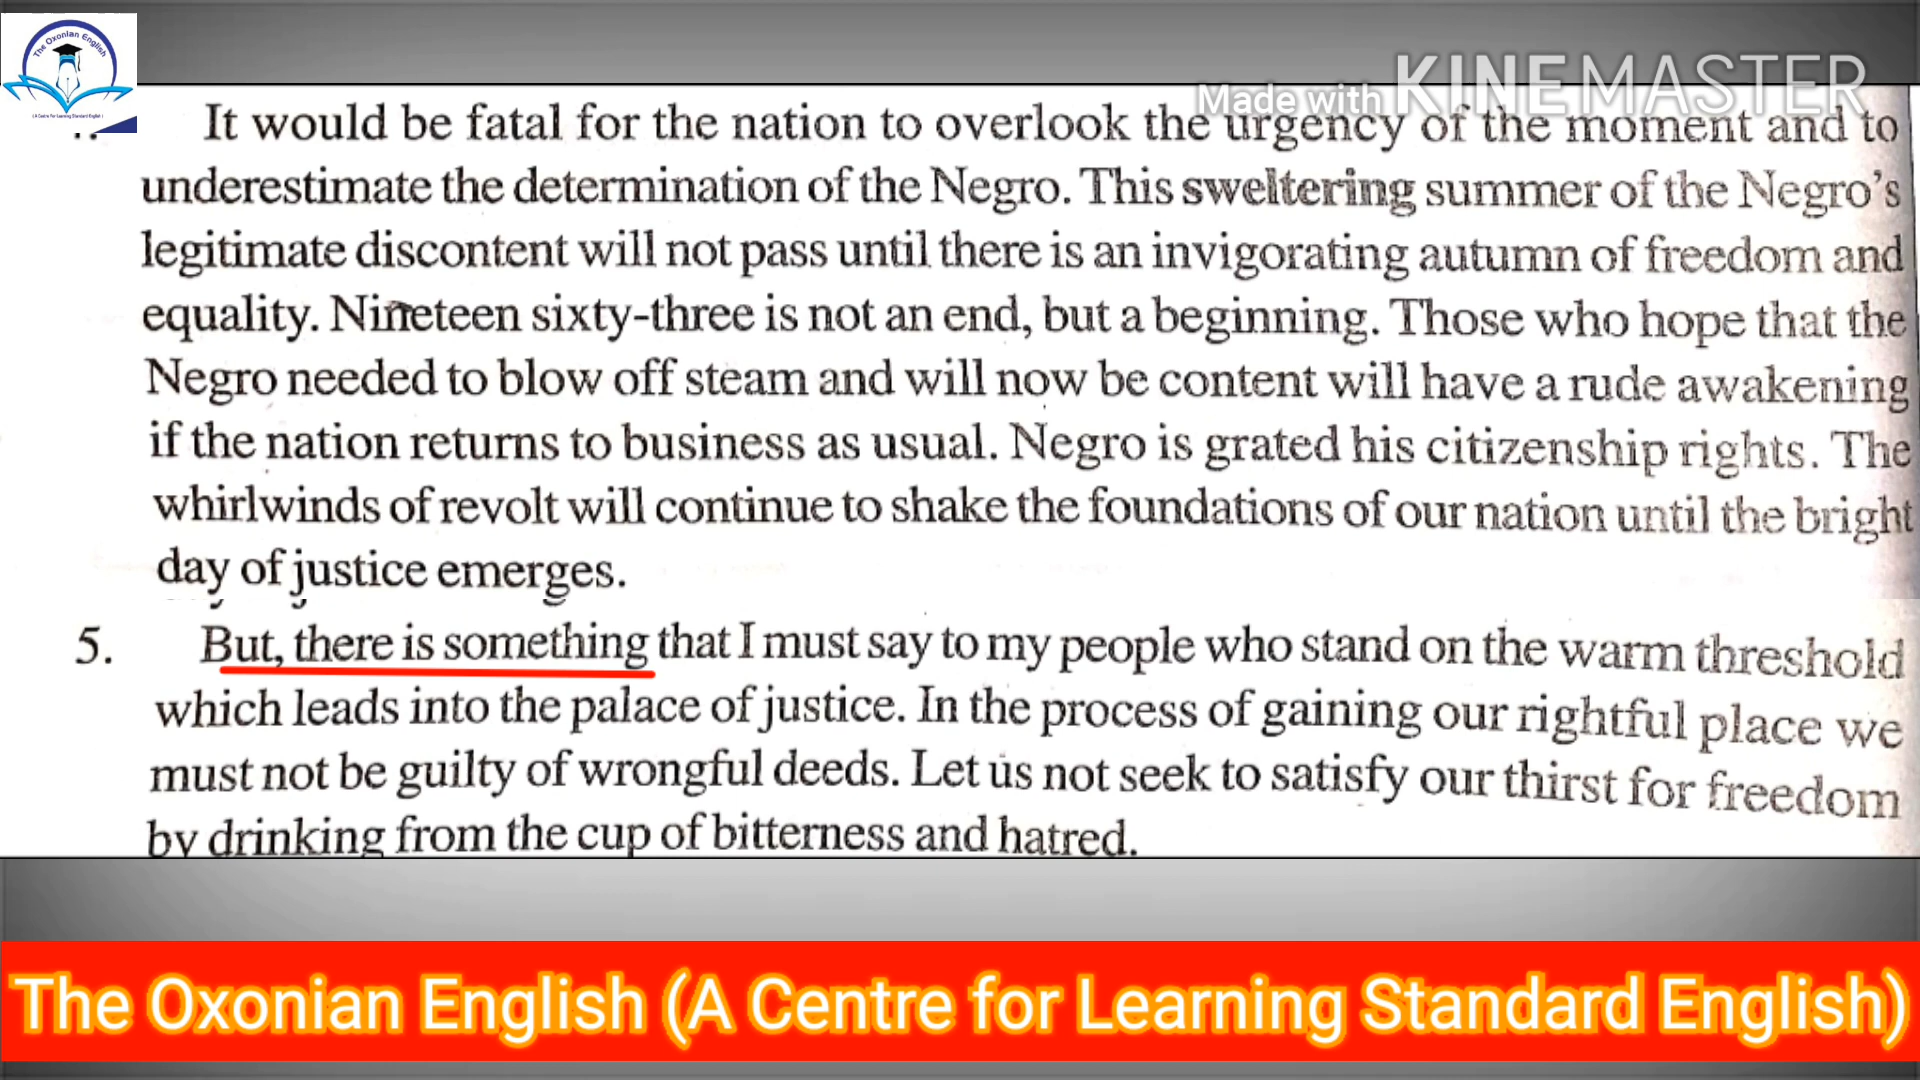 The Oxonian English
( A Centre For Learning Standard English )
Made with KINEMASTER
It would be fatal for the nation to overlook the urgency of the moment and to
underestimate the determination of the Negro. This sweltering summer of the Negro's
legitimate discontent will not pass until there is an invigorating autumn of freedom and
equality. Nineteen sixty-three is not an end, but a beginning. Those who hope that the
Negro needed to blow off steam and will now be content will have a rude awakening
if the nation returns to business as usual. Negro is grated his citizenship rights. The
whirlwinds of revolt will continue to shake the foundations of our nation until the bright
day of justice emerges.
5. But, there is something that I must say to my people who stand on the warm threshold
which leads into the palace of justice. In the process of gaining our rightful place we
must not be guilty of wrongful deeds. Let us not seek to satisfy our thirst for freedom
by drinking from the cup of bitterness and hatred.
The Oxonian English (A Centre for Learning Standard English)